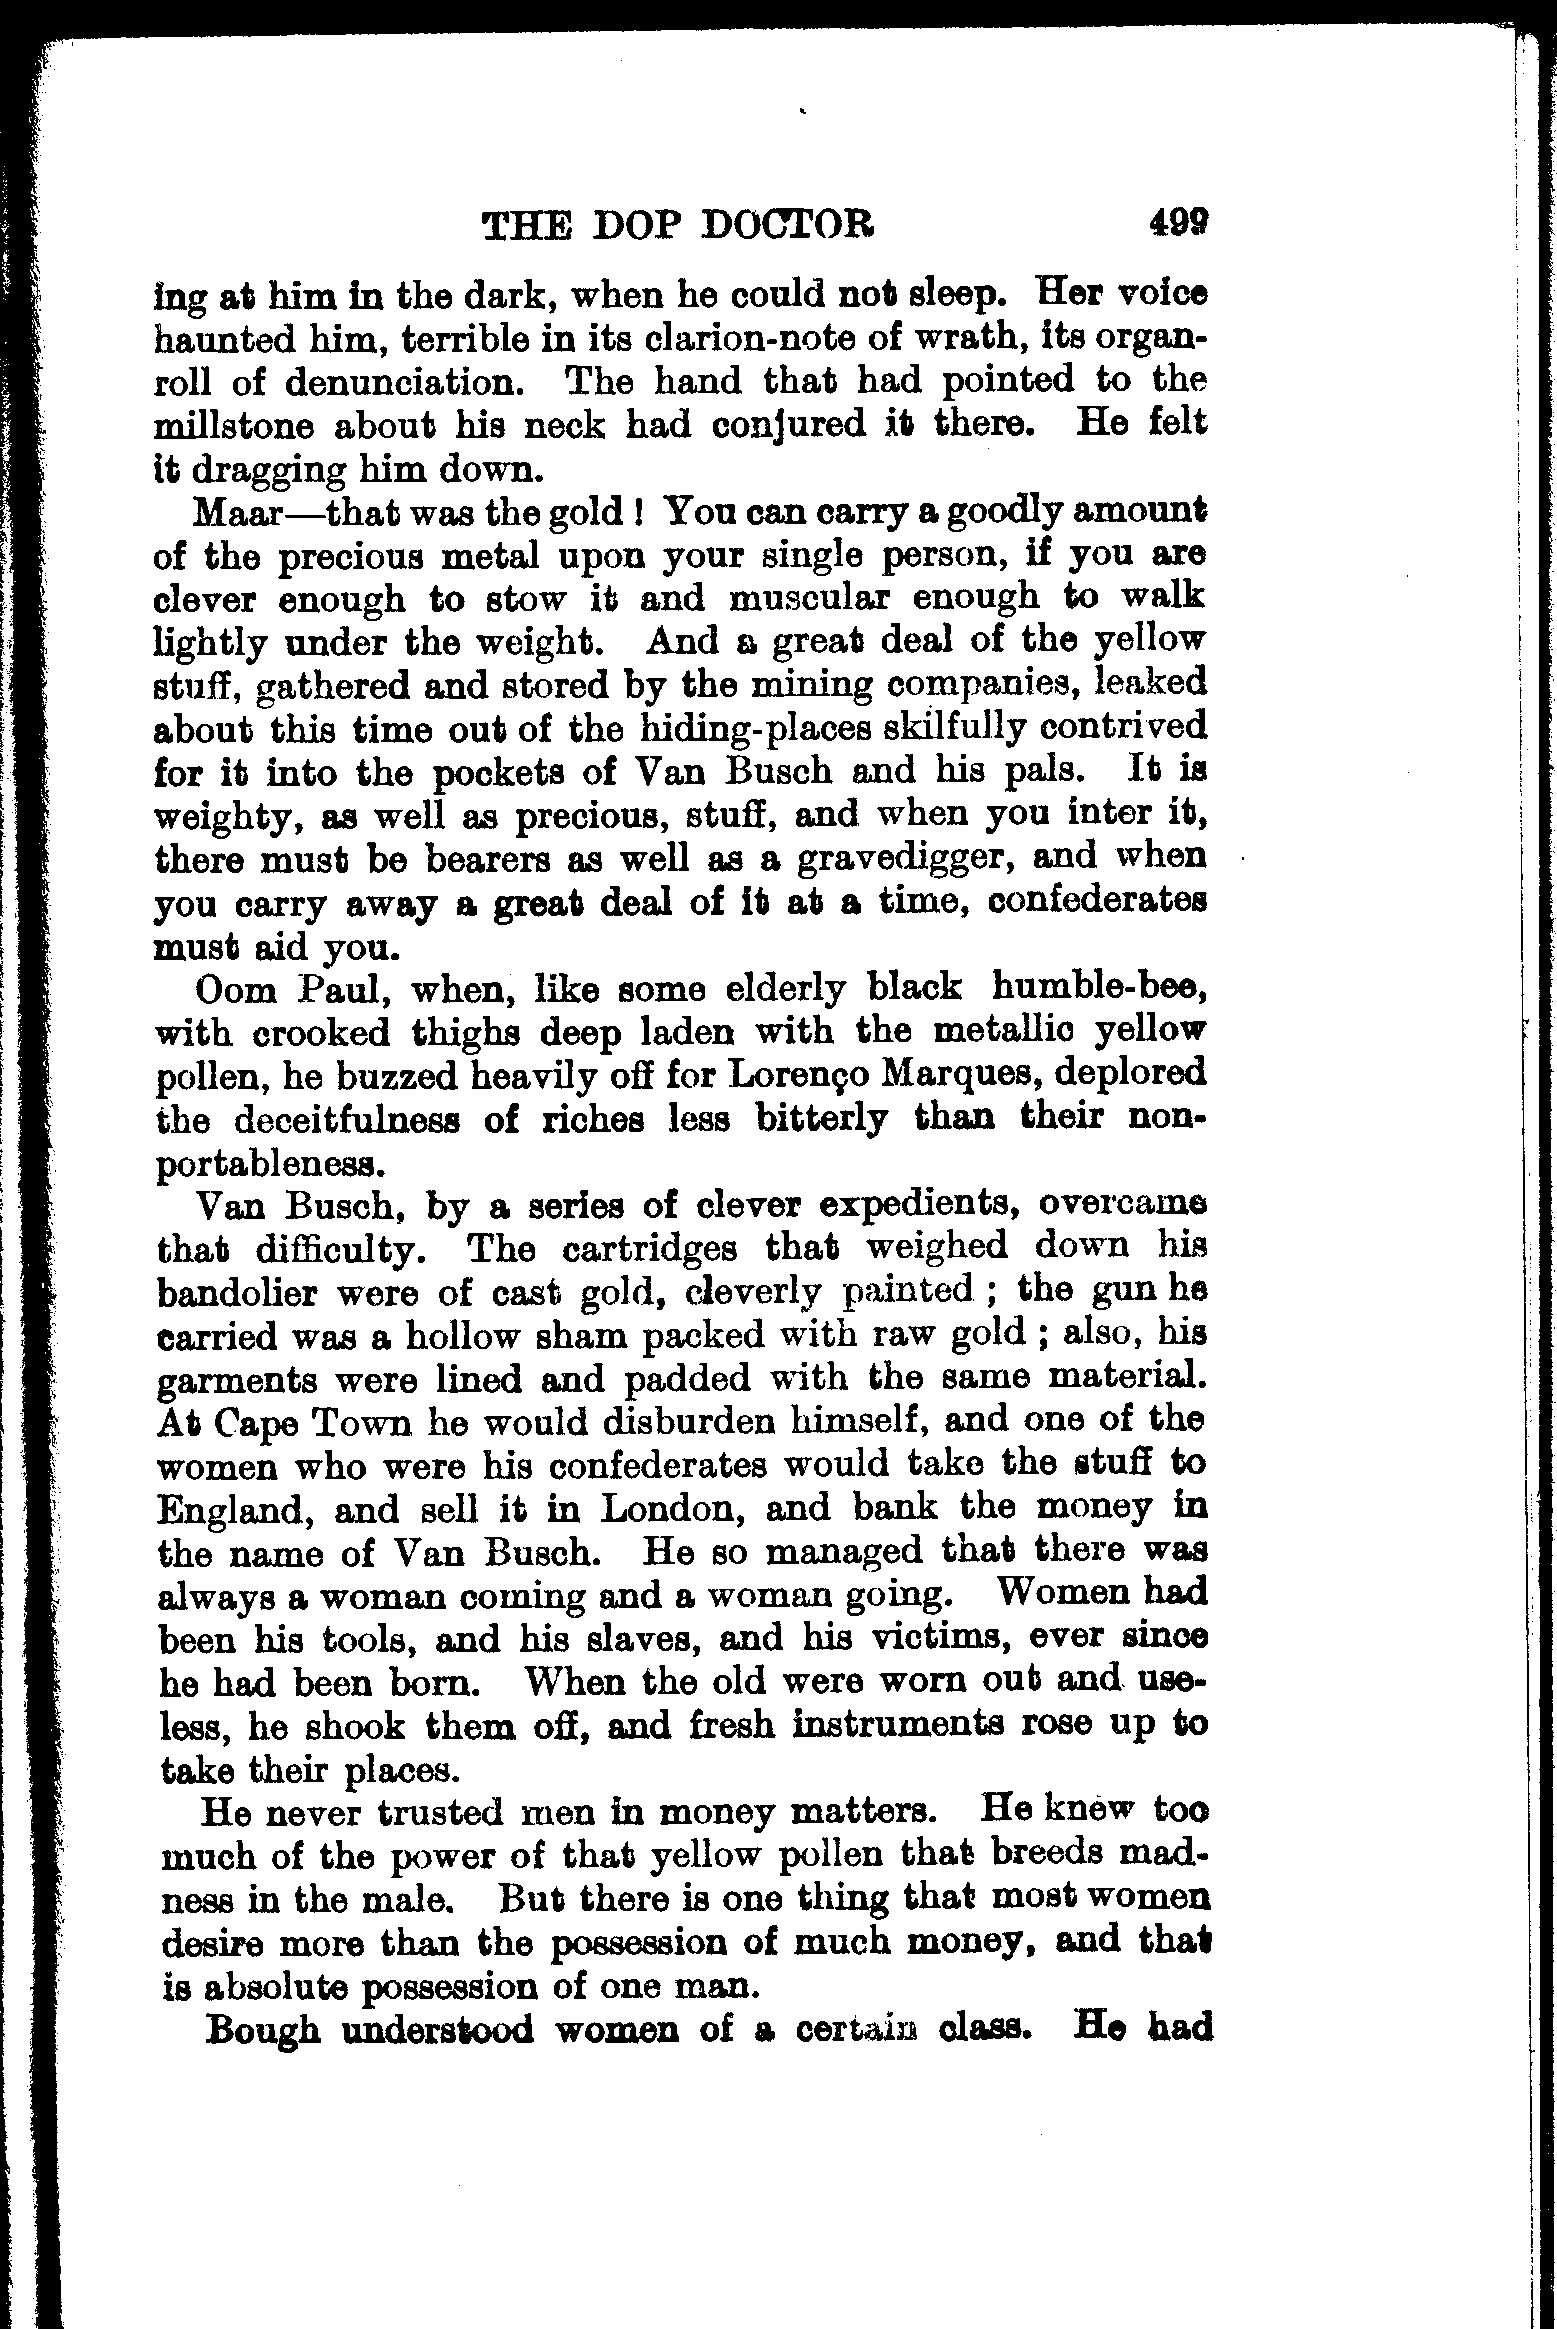 THE DOP DOCTOR 499
ing at him in the dark, when he could not sleep. Her voice
haunted him, terrible in its clarion-note of wrath, its organ-
roll of denunciation. The hand that had pointed to the
millstone about his neck had conjured it there. He felt
it dragging him down.
Maar—that was the gold ! You can carry a goodly amount
of the precious metal upon your single person, if you are
clever enough to stow it and muscular enough to walk
lightly under the weight. And a great deal of the yellow
stuff, gathered and stored by the mining companies, leaked
about this time out of the hiding-places skilfully contrived
for it into the pockets of Van Busch and his pals. It is
weighty, as well as precious, stuff, and when you inter it,
there must be bearers as well as a gravedigger, and when
you carry away a great deal of it at a time, confederates
must aid you.
Oom Paul, when, like some elderly black humble-bee,
with crooked thighs deep laden with the metallic yellow
pollen, he buzzed heavily off for Lorenço Marques, deplored
the deceitfulness of riches less bitterly than their non-
portableness.
Van Busch, by a series of clever expedients, overcame
that difficulty. The cartridges that weighed down his
bandolier were of cast gold, cleverly painted ; the gun he
carried was a hollow sham packed with raw gold ; also, his
garments were lined and padded with the same material.
At Cape Town he would disburden himself, and one of the
women who were his confederates would take the stuff to
England, and sell it in London, and bank the money in
the name of Van Busch. He so managed that there was
always a woman coming and a woman going. Women had
been his tools, and his slaves, and his victims, ever since
he had been born. When the old were worn out and use-
less, he shook them off, and fresh instruments rose up to
take their places.
He never trusted men in money matters. He knew too
much of the power of that yellow pollen that breeds mad-
ness in the male. But there is one thing that most women
desire more than the possession of much money, and that
is absolute possession of one man.
Bough understood women of a certain class. He had